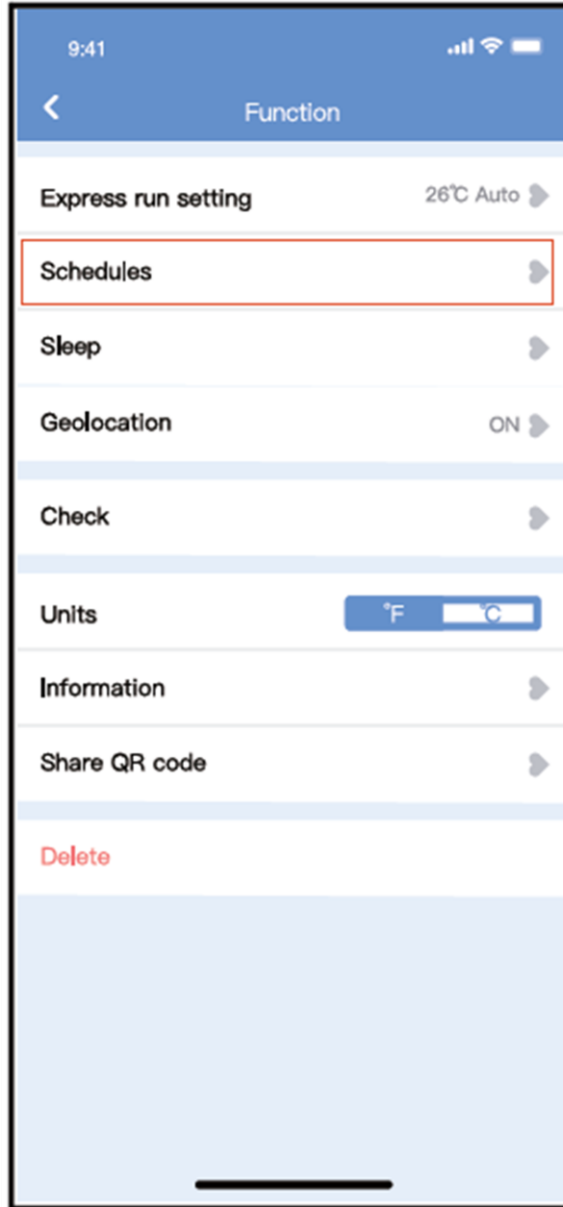 9:41
Function
Express run setting 26℃ Auto
Schedules
Sleep
Geolocation ON
Check
Units °F ℃
Information
Share QR code
Delete